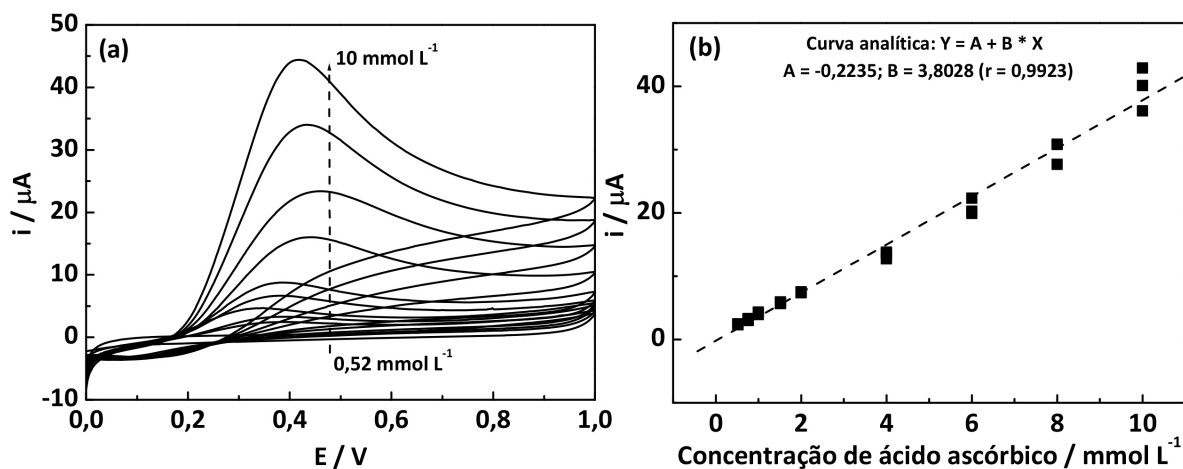 (a)
10 mmol L⁻¹
0,52 mmol L⁻¹
50
40
30
20
10
0
-10
i / µA
0,0
0,2
0,4
0,6
0,8
1,0
E / V
(b)
Curva analítica: Y = A + B * X
A = -0,2235; B = 3,8028 (r = 0,9923)
40
20
0
i / µA
0
2
4
6
8
10
Concentração de ácido ascórbico / mmol L⁻¹